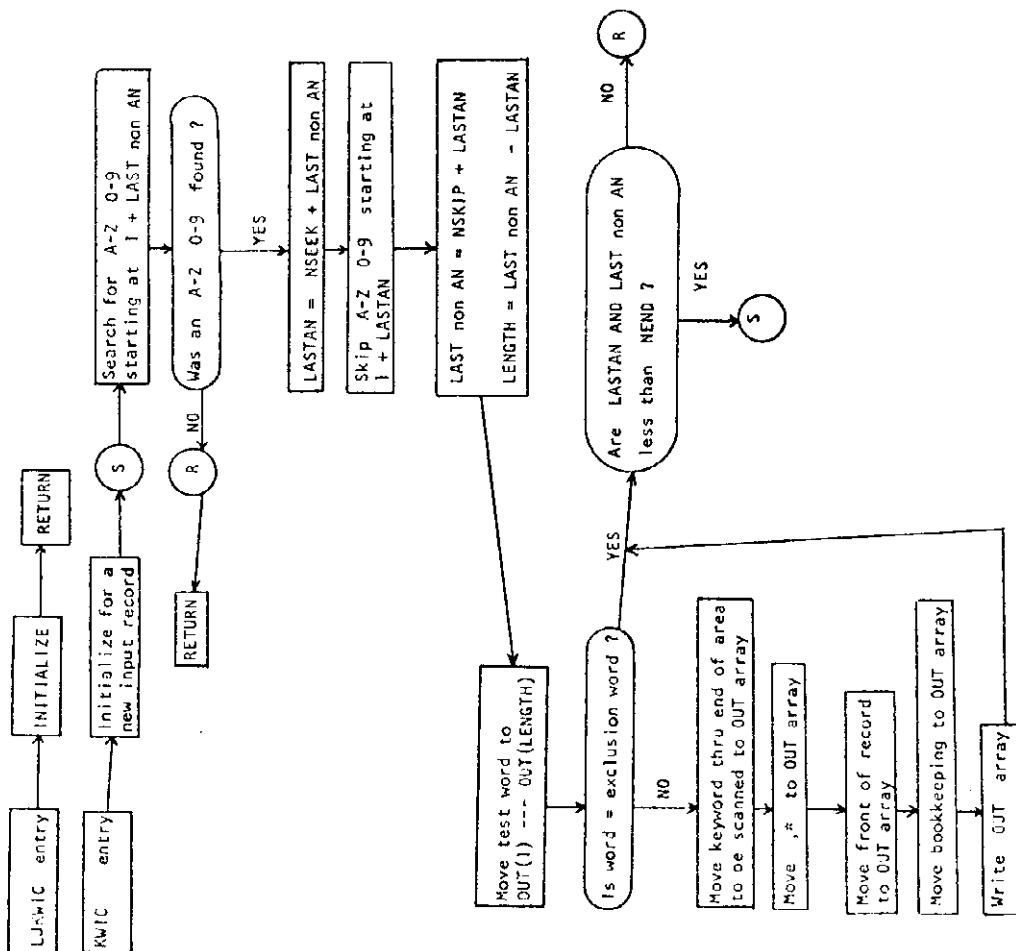 LJKWIC entry
INITIALIZE
RETURN
KWIC entry
Initialize for a
new input record
S
Search for A-Z 0-9
starting at 1 + LAST non AN
Was an A-Z 0-9 found ?
NO
R
RETURN
YES
LASTAN = NSEEK + LAST non AN
Skip A-Z 0-9 starting at
1 + LASTAN
LAST non AN = NSKIP + LASTAN
LENGTH = LAST non AN - LASTAN
Move test word to
OUT(1) --- OUT(LENGTH)
Is word = exclusion word ?
YES
NO
Move keyword thru end of area
to be scanned to OUT array
Move ,* to OUT array
Move front of record
to OUT array
Move bookkeeping to OUT array
Write OUT array
Are LASTAN AND LAST non AN
less than NEND ?
NO
R
YES
S